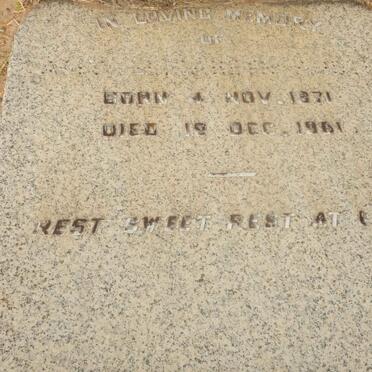 IN LOVING MEMORY
OF
BORN 4 NOV. 1871
DIED 19 DEC. 1961.
REST SWEET REST AT